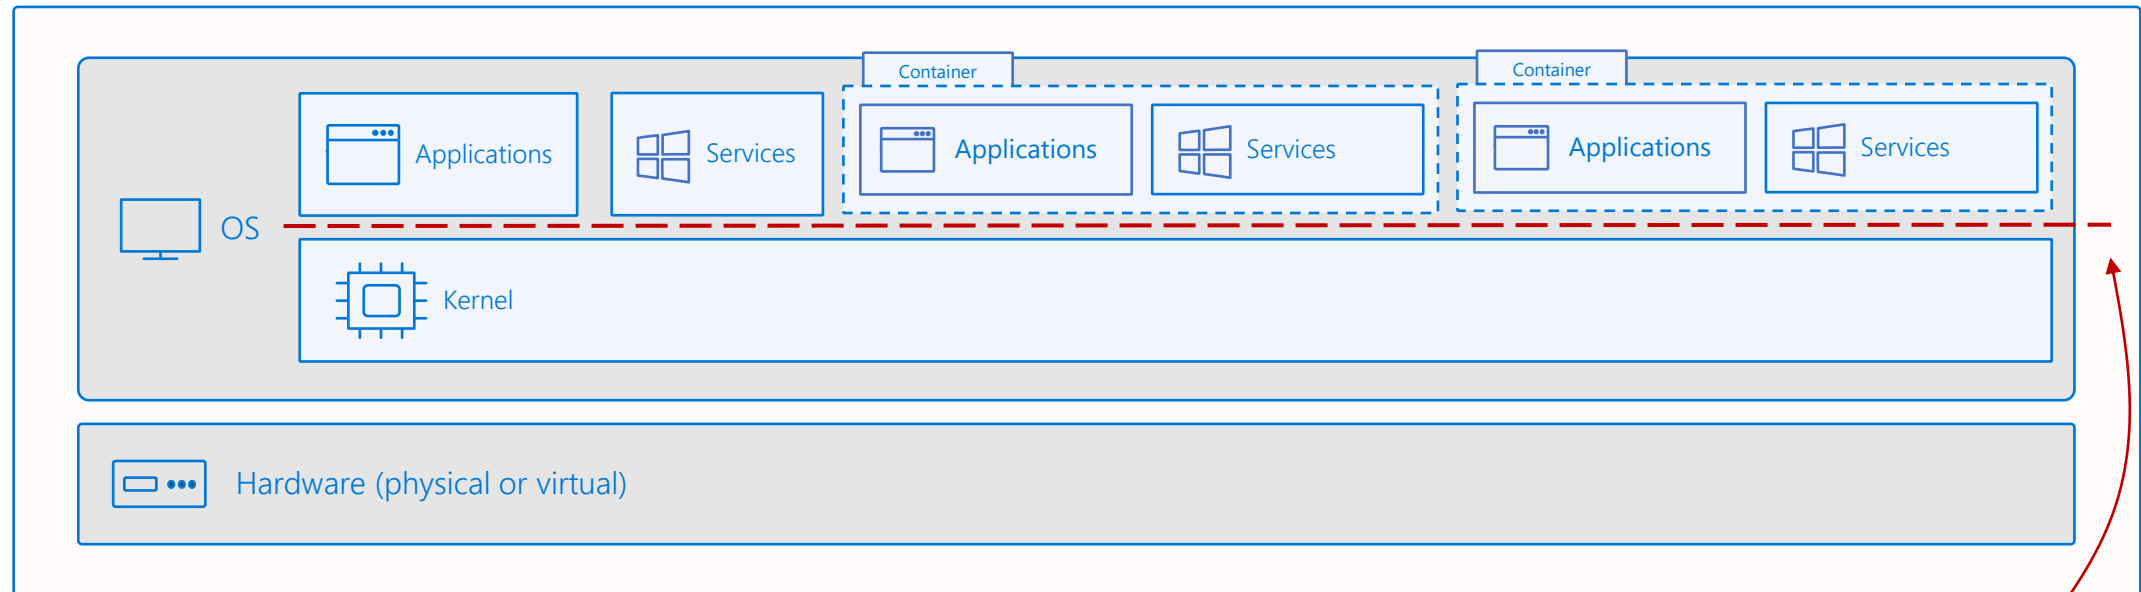 Container
Container
Applications
Services
Applications
Services
Applications
Services
OS
Kernel
Hardware (physical or virtual)